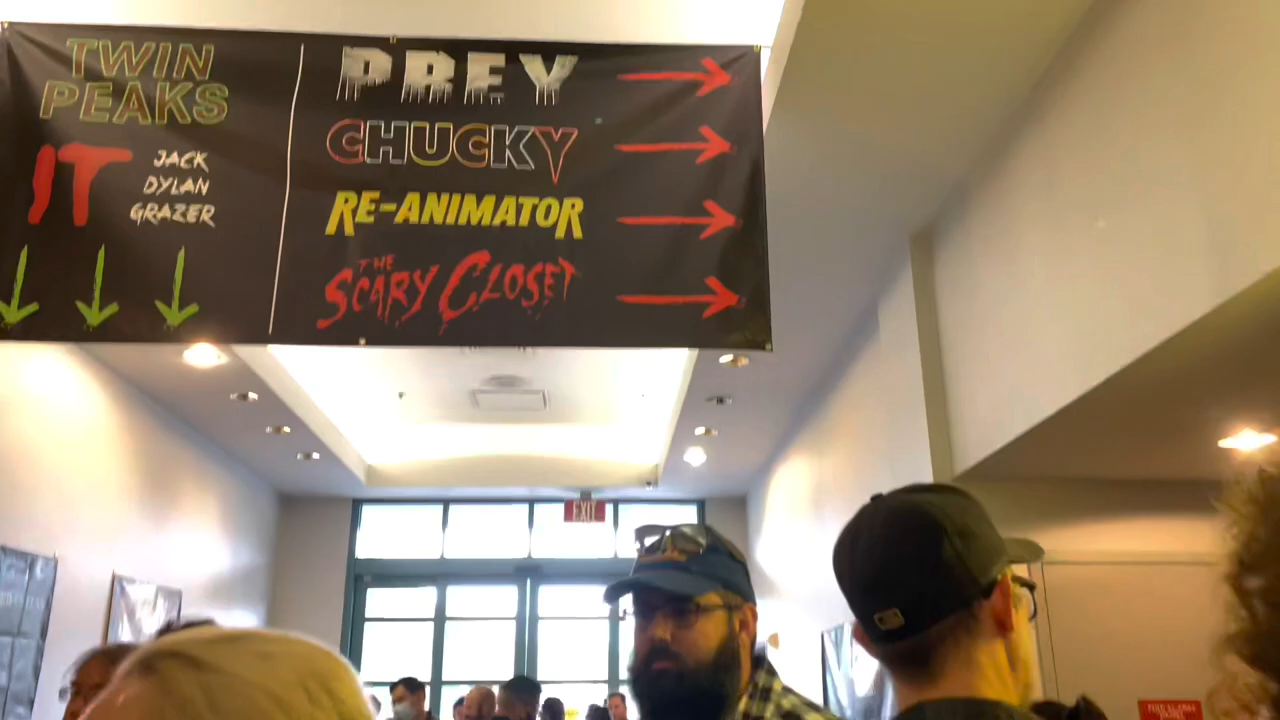 TWIN
PEAKS
IT
JACK
DYLAN
GRAZER
PREY
CHUCKY
RE-ANIMATOR
THE
SCARY CLOSET
EXIT